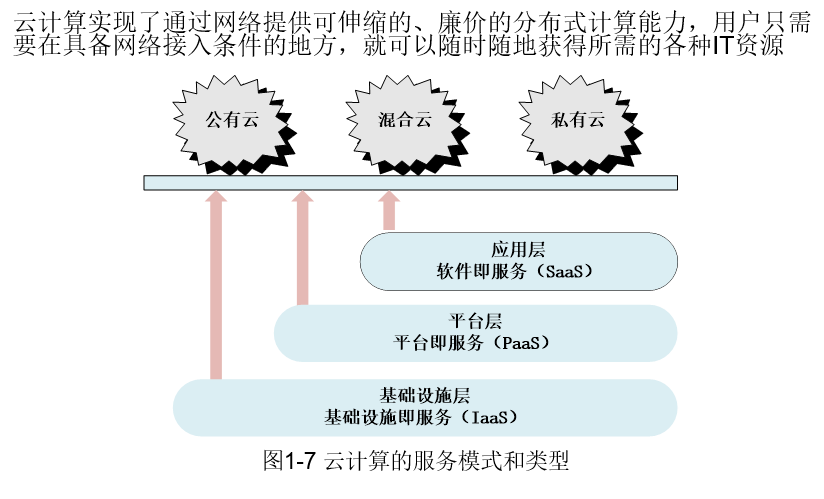 云计算实现了通过网络提供可伸缩的、廉价的分布式计算能力，用户只需
要在具备网络接入条件的地方，就可以随时随地获得所需的各种IT资源
公有云
混合云
私有云
应用层
软件即服务（SaaS）
平台层
平台即服务（PaaS）
基础设施层
基础设施即服务（IaaS）
图1-7 云计算的服务模式和类型